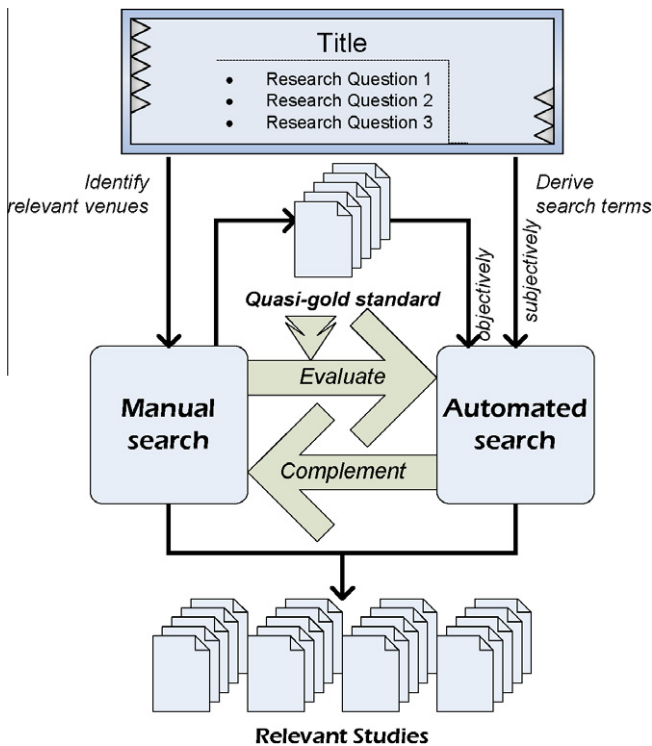 Title
• Research Question 1
• Research Question 2
• Research Question 3
Identify
relevant venues
Derive
search terms
objectively
subjectively
Quasi-gold standard
Evaluate
Manual
search
Automated
search
Complement
Relevant Studies